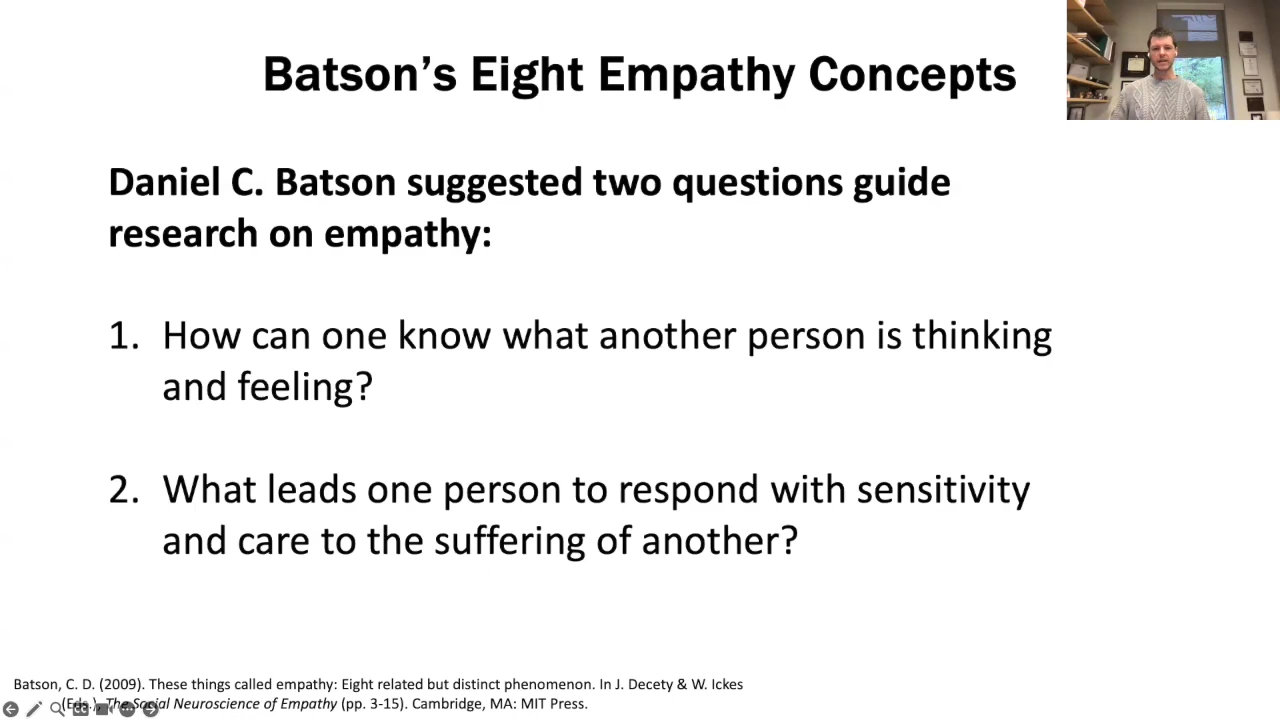 Batson's Eight Empathy Concepts
Daniel C. Batson suggested two questions guide
research on empathy:
1. How can one know what another person is thinking
and feeling?
2. What leads one person to respond with sensitivity
and care to the suffering of another?
Batson, C. D. (2009). These things called empathy: Eight related but distinct phenomenon. In J. Decety & W. Ickes
(Eds.), The Social Neuroscience of Empathy (pp. 3-15). Cambridge, MA: MIT Press.